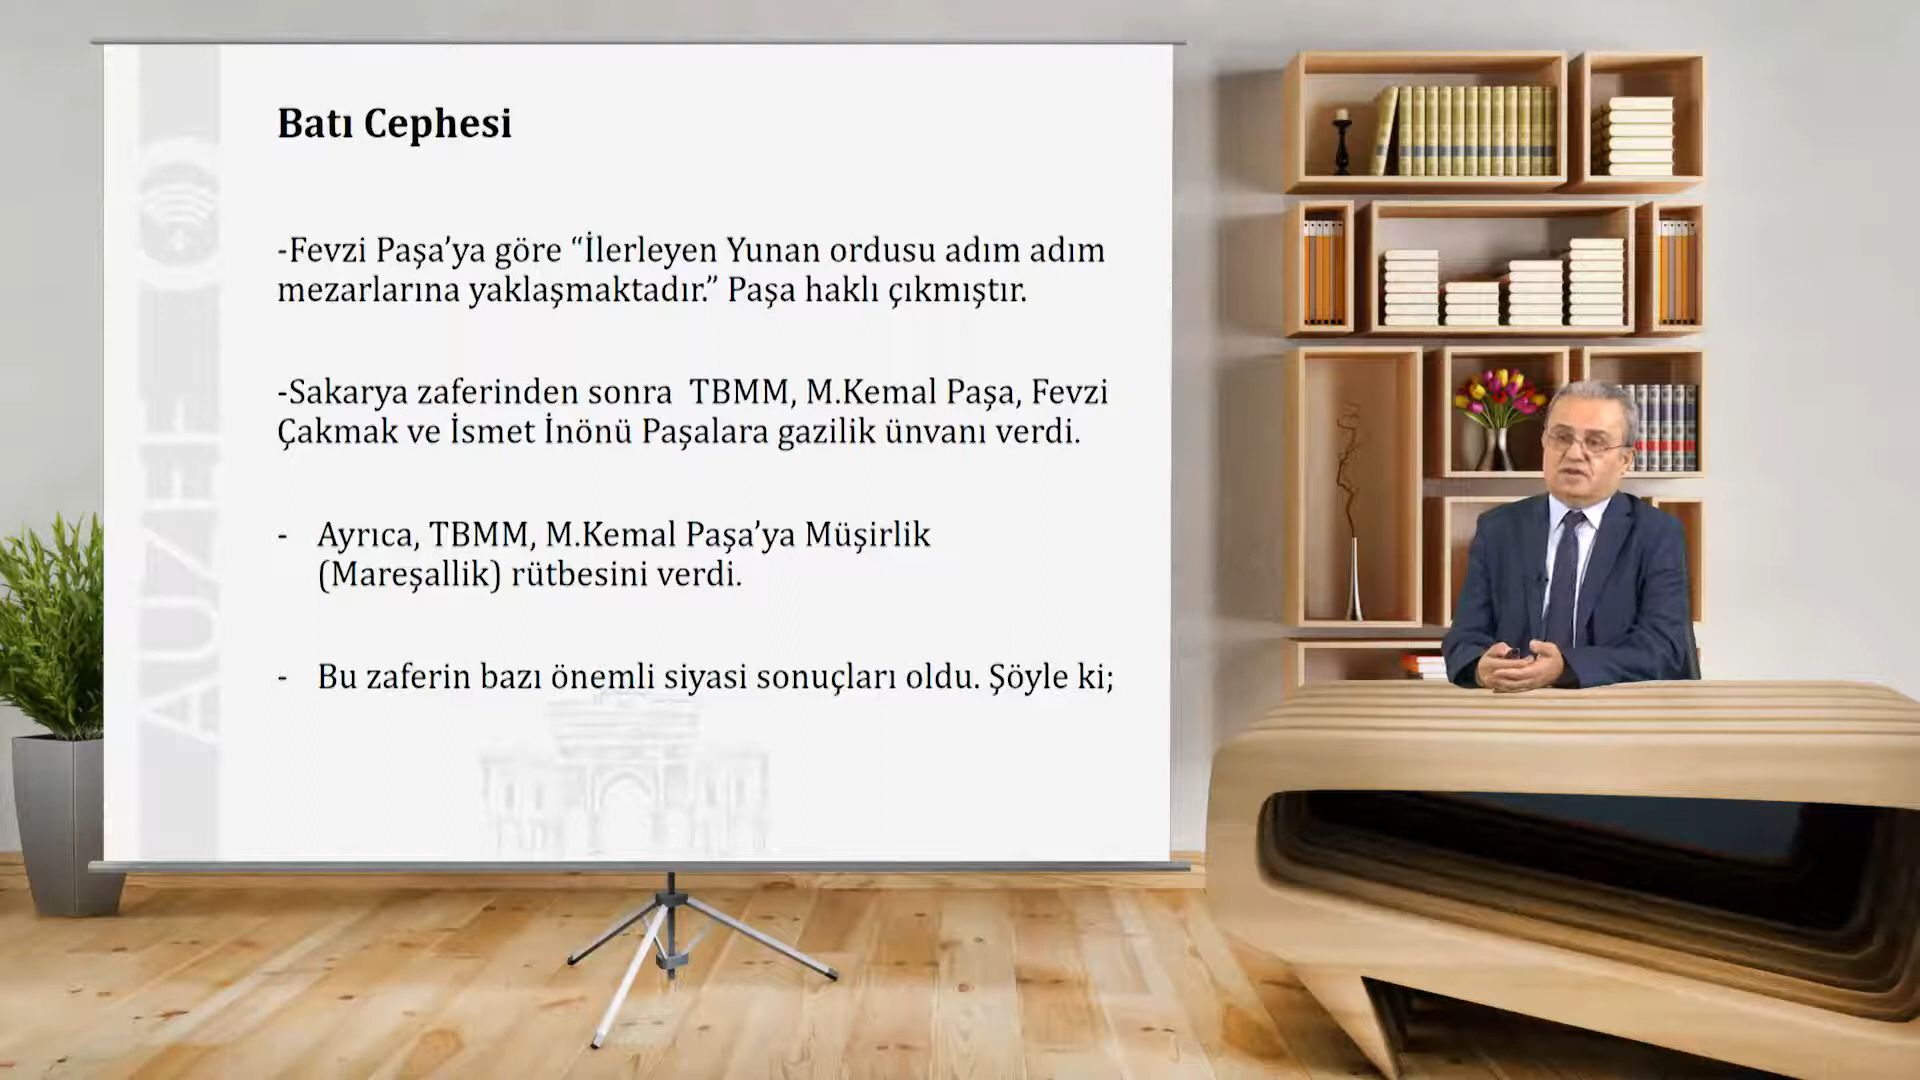 Batı Cephesi
-Fevzi Paşa’ya göre “İlerleyen Yunan ordusu adım adım
mezarlarına yaklaşmaktadır.” Paşa haklı çıkmıştır.
-Sakarya zaferinden sonra TBMM, M.Kemal Paşa, Fevzi
Çakmak ve İsmet İnönü Paşalara gazilik ünvanı verdi.
- Ayrıca, TBMM, M.Kemal Paşa’ya Müşirlik
(Mareşallik) rütbesini verdi.
- Bu zaferin bazı önemli siyasi sonuçları oldu. Şöyle ki;
AUZEF